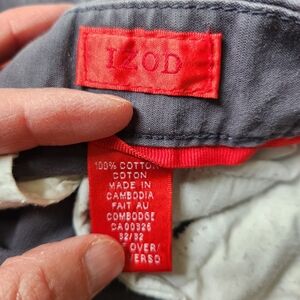 IZOD
100% COTTON
COTON
MADE IN
CAMBODIA
FAIT AU
COMBODGE
CA00326
32/32
OVER/
VERSO